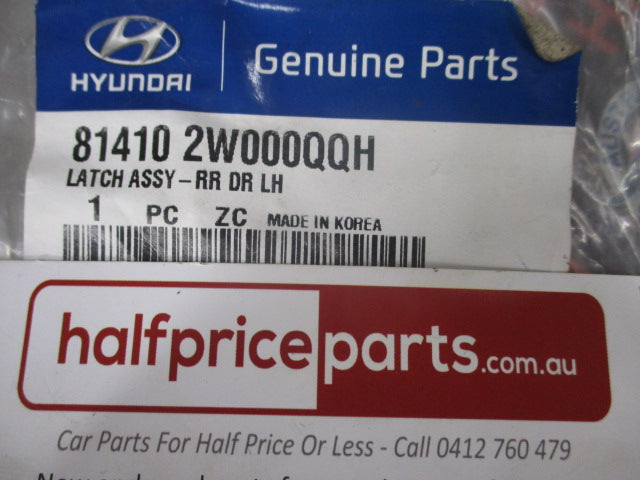 HYUNDAI
Genuine Parts
81410 2W000QQH
LATCH ASSY-RR DR LH
1 PC ZC MADE IN KOREA
halfpriceparts.com.au
Car Parts For Half Price Or Less - Call 0412 760 479